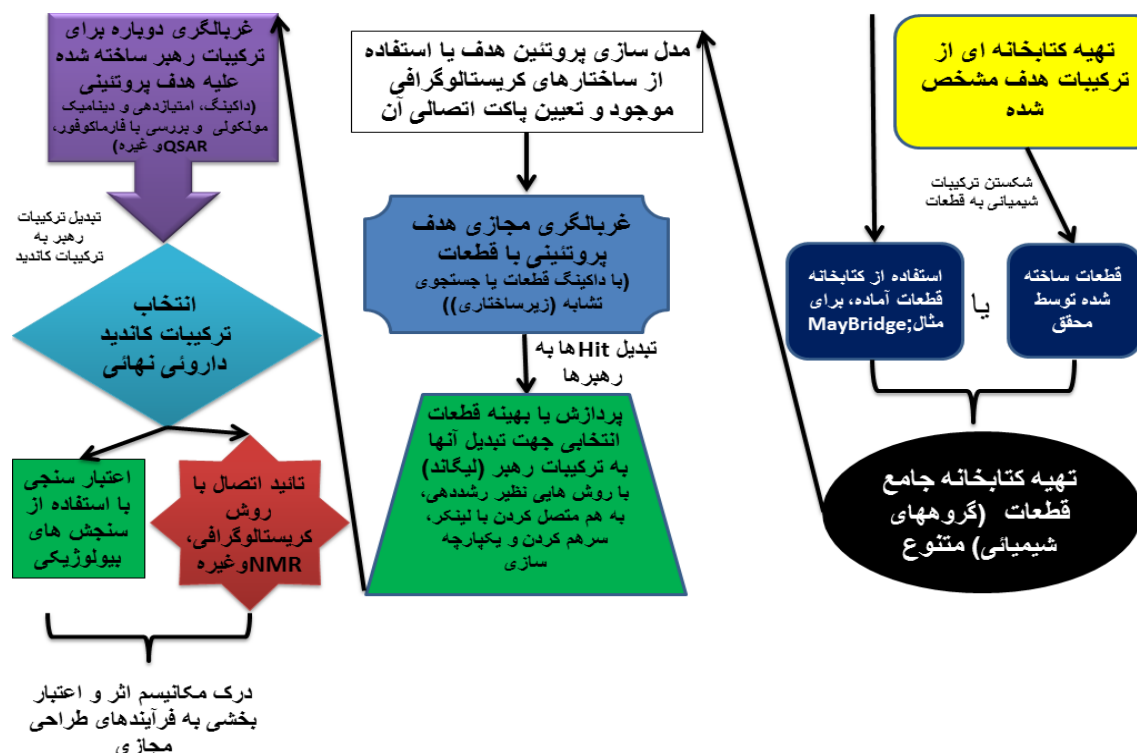 تهیه کتابخانه ای از
ترکیبات هدف مشخص
شده
شکستن ترکیبات
شیمیانی به قطعات
قطعات ساخته
شده توسط
محقق
یا
استفاده از کتابخانه
قطعات آماده، برای
مثال;MayBridge
تهیه کتابخانه جامع
قطعات (گروههای
شیمیائی) متنوع
مدل سازی پروتئین هدف یا استفاده
از ساختارهای کریستالوگرافی
موجود و تعیین پاکت اتصالی آن
غربالگری مجازی هدف
پروتئینی با قطعات
(با داکینگ قطعات یا جستجوی
تشابه (زیرساختاری))
تبدیل Hit ها به
رهبرها
پردازش یا بهینه قطعات
انتخابی جهت تبدیل آنها
به ترکیبات رهبر (لیگاند)
با روش هایی نظیر رشددهی،
به هم متصل کردن با لینکر،
سرهم کردن و یکپارچه
سازی
غربالگری دوباره برای
ترکیبات رهبر ساخته شده
علیه هدف پروتئینی
(داکینگ، امتیازدهی و دینامیک
مولکولی و بررسی با فارماکوفور،
QSARو غیره)
تبدیل ترکیبات
رهبر به
ترکیبات کاندید
انتخاب
ترکیبات کاندید
داروئی نهائی
تائید اتصال با
روش
کریستالوگرافی،
NMRوغیره
اعتبار سنجی
با استفاده از
سنجش های
بیولوژیکی
درک مکانیسم اثر و اعتبار
بخشی به فرآیندهای طراحی
مجازی